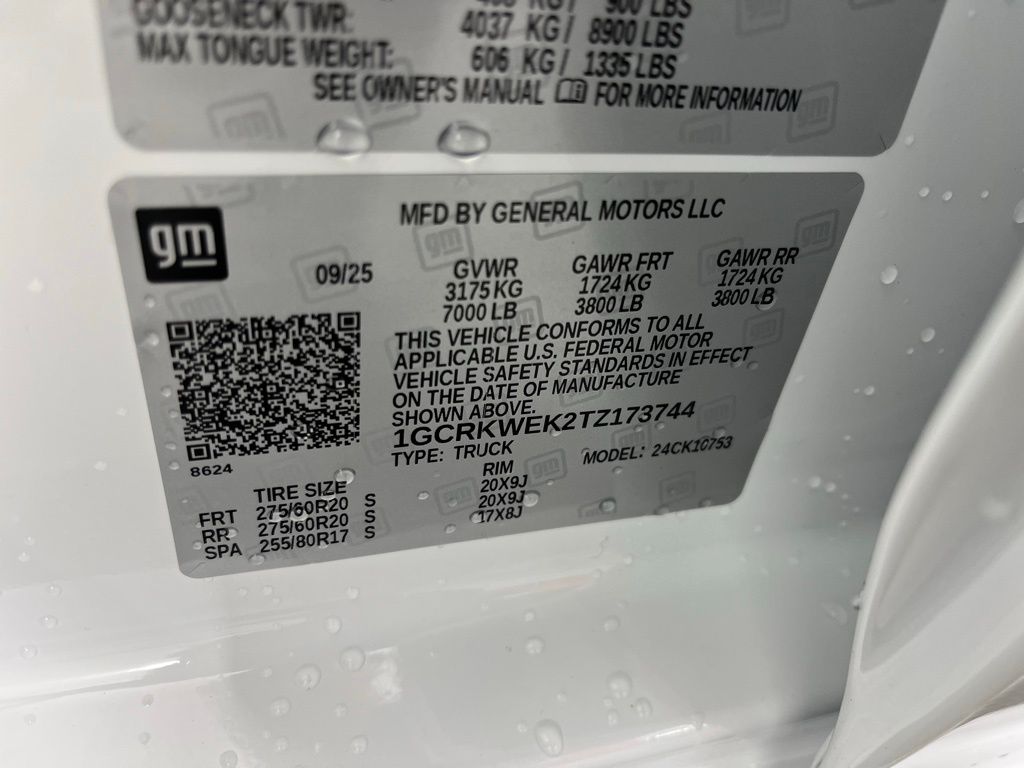 900 LBS
GOOSENECK TWR: 4037 KG / 8900 LBS
MAX TONGUE WEIGHT: 606 KG / 1335 LBS
SEE OWNER'S MANUAL FOR MORE INFORMATION
gm
MFD BY GENERAL MOTORS LLC
09/25
GVWR GAWR FRT GAWR RR
3175 KG 1724 KG 1724 KG
7000 LB 3800 LB 3800 LB
THIS VEHICLE CONFORMS TO ALL
APPLICABLE U.S. FEDERAL MOTOR
VEHICLE SAFETY STANDARDS IN EFFECT
ON THE DATE OF MANUFACTURE
SHOWN ABOVE.
1GCRKWEK2TZ173744
TYPE: TRUCK MODEL: 24CK10753
8624
TIRE SIZE RIM
FRT 275/60R20 S 20X9J
RR 275/60R20 S 20X9J
SPA 255/80R17 S 17X8J